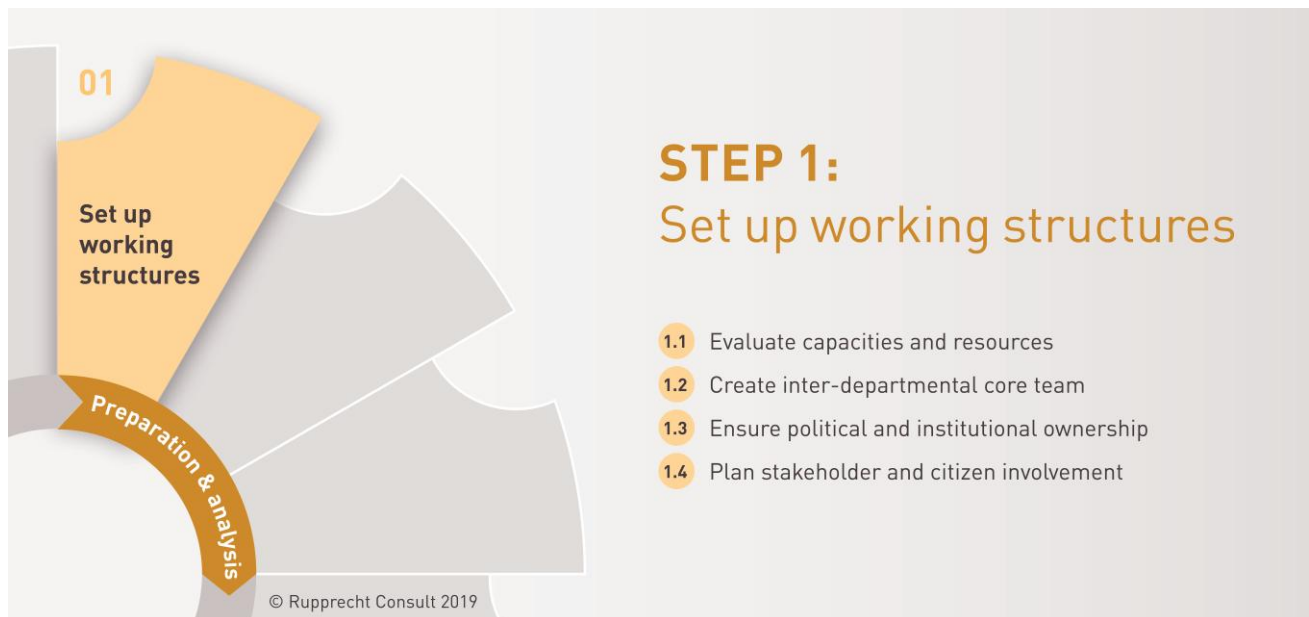 01
Set up
working
structures
Preparation & analysis
© Rupprecht Consult 2019
STEP 1:
Set up working structures
1.1 Evaluate capacities and resources
1.2 Create inter-departmental core team
1.3 Ensure political and institutional ownership
1.4 Plan stakeholder and citizen involvement